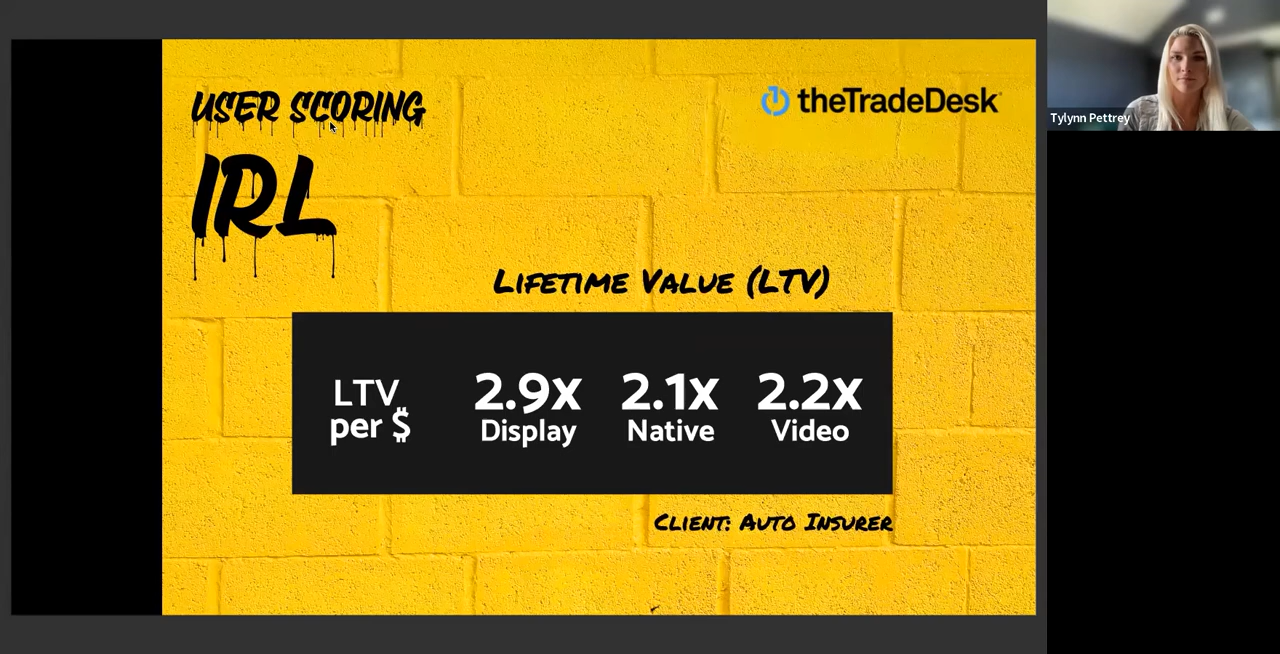 USER SCORING
IRL
theTradeDesk
Lifetime Value (LTV)
LTV
per $
2.9x
Display
2.1x
Native
2.2x
Video
Client: Auto Insurer
Tylynn Pettrey